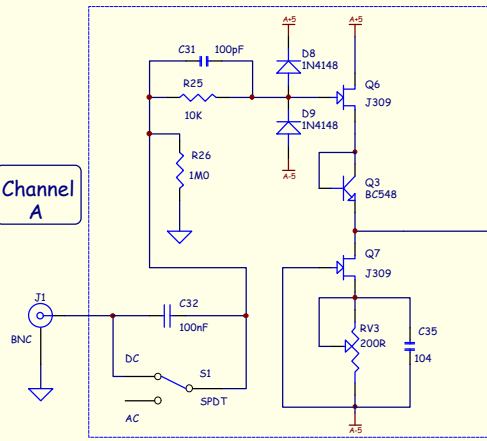 A+5
A+5
C31 100pF
D8
1N4148
R25
10K
Q6
J309
D9
1N4148
R26
1M0
A-5
Channel
A
Q3
BC548
Q7
J309
J1
BNC
C32
100nF
RV3
200R
C35
104
DC
S1
SPDT
AC
A-5